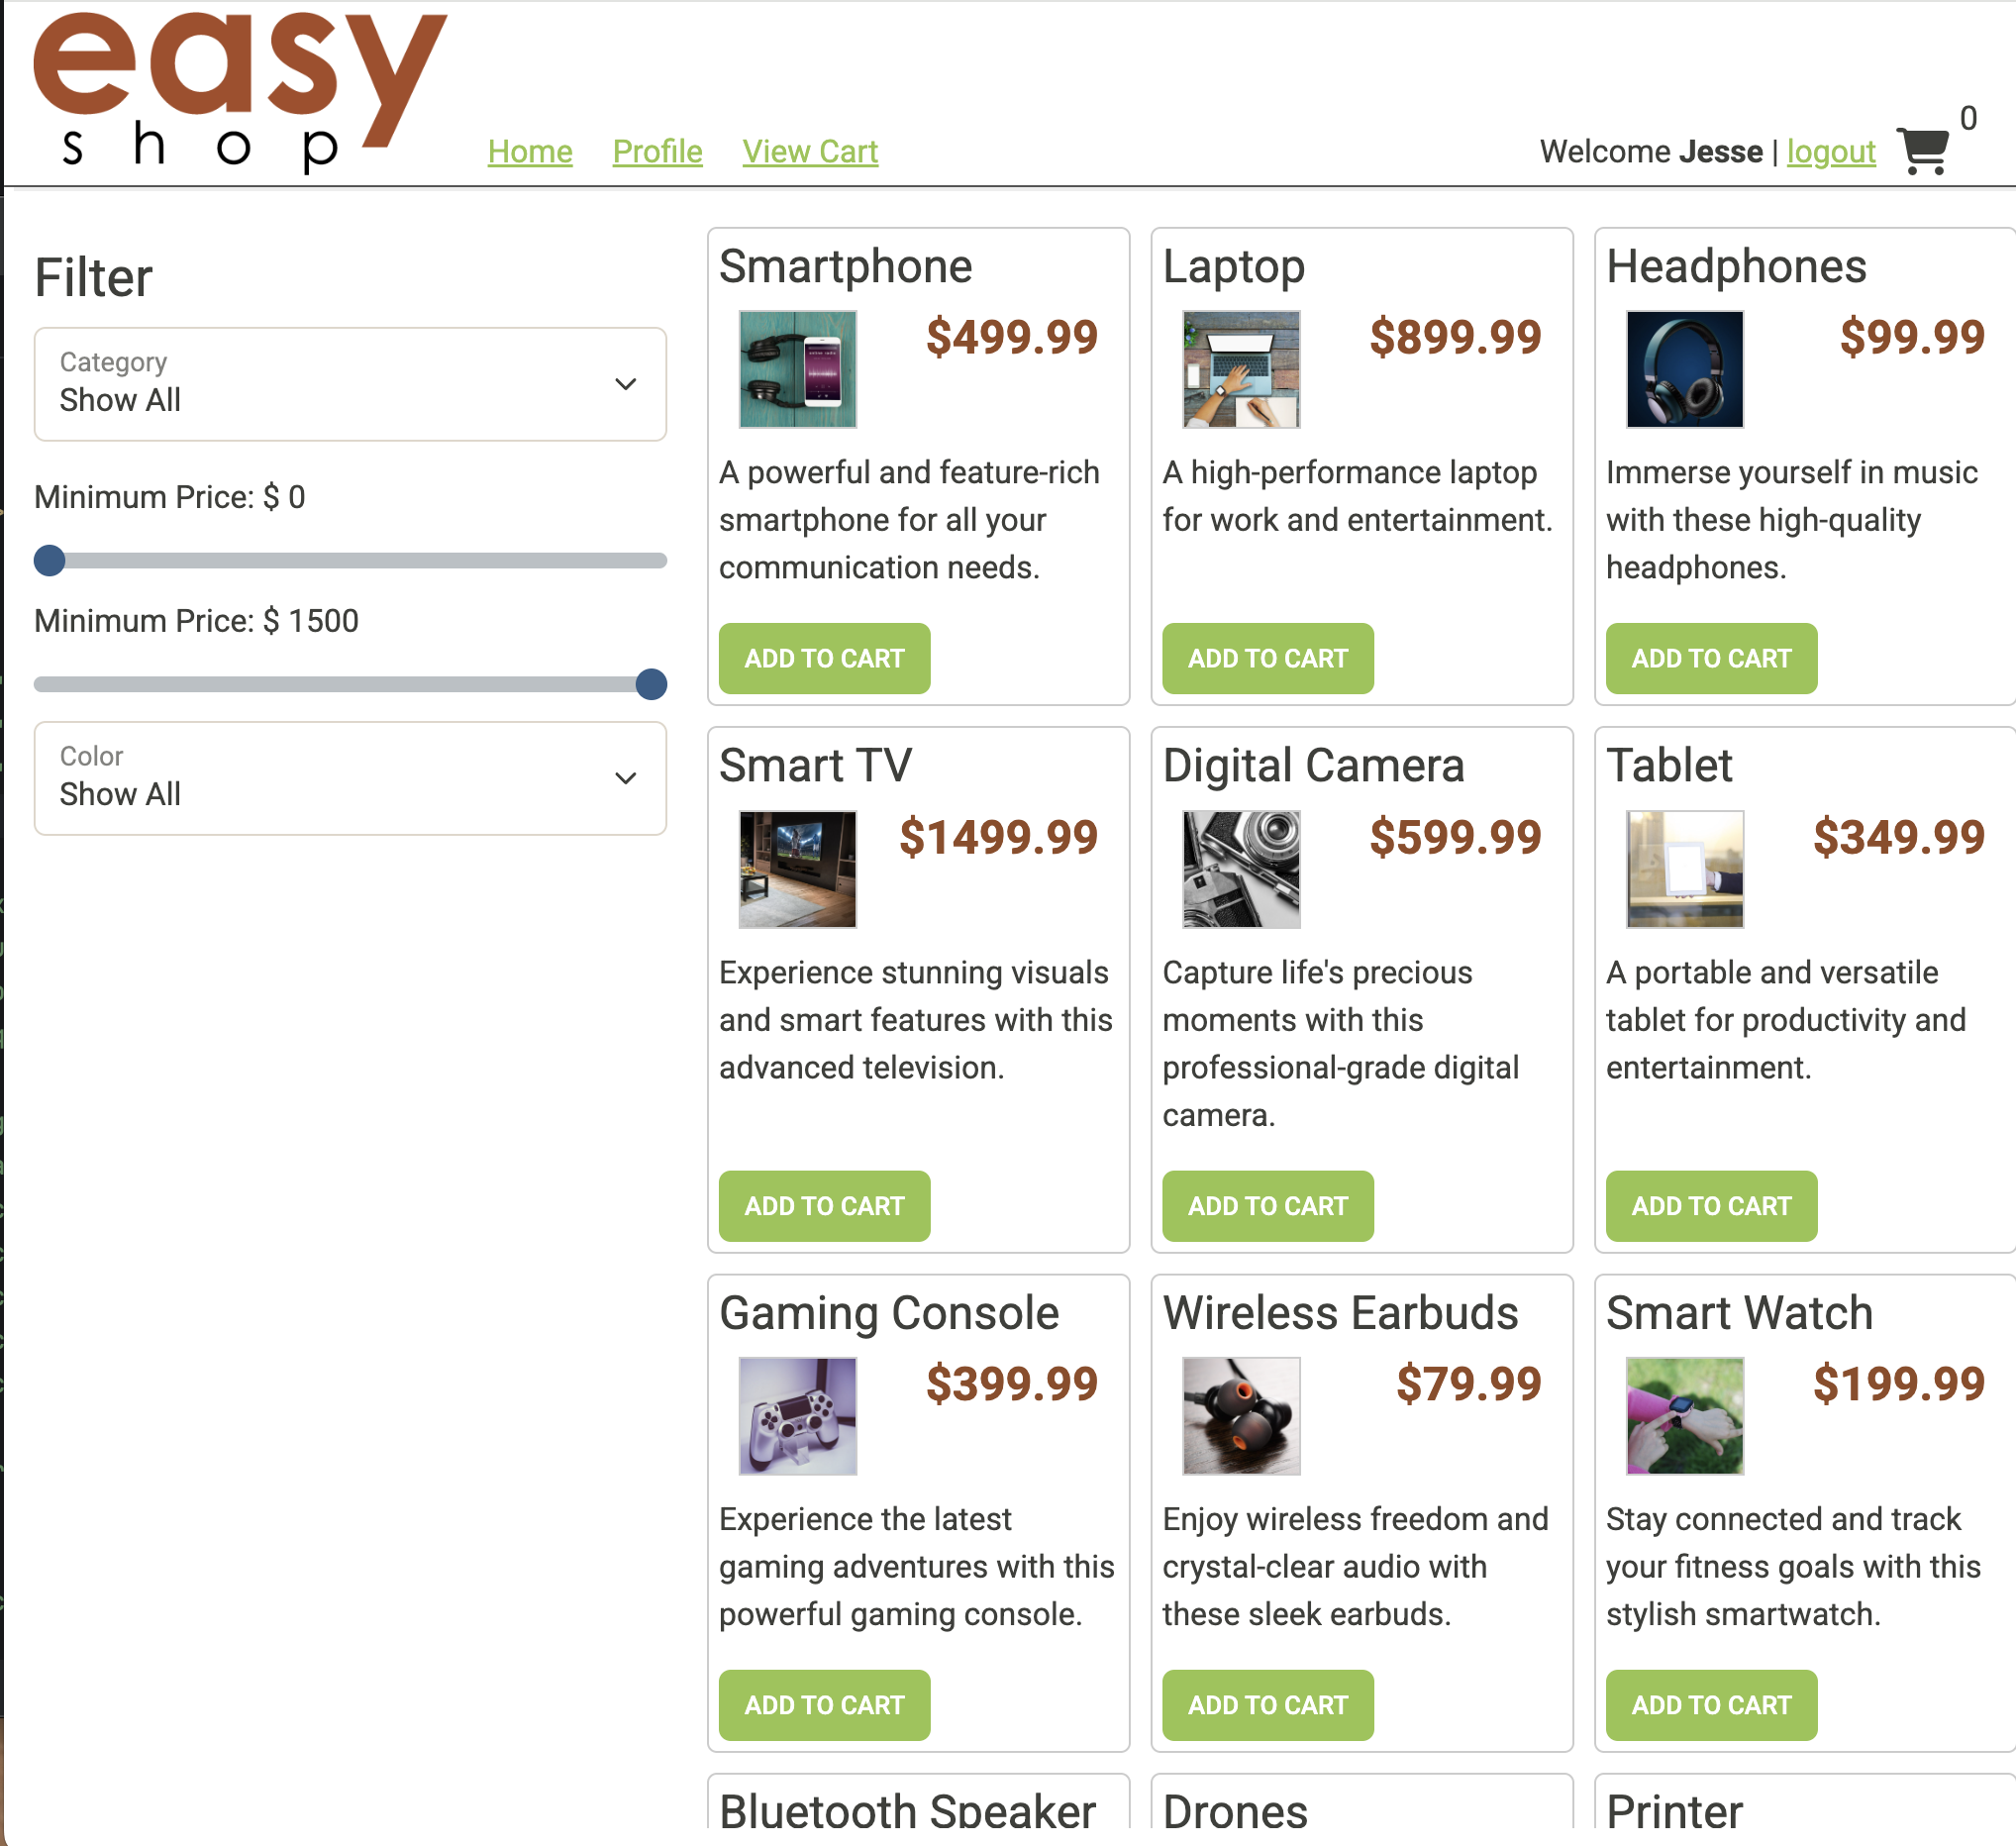 easy
shop
Home Profile View Cart
Welcome Jesse | logout
0
Filter
Category
Show All
Minimum Price: $ 0
Minimum Price: $ 1500
Color
Show All
Smartphone
$499.99
A powerful and feature-rich
smartphone for all your
communication needs.
ADD TO CART
Laptop
$899.99
A high-performance laptop
for work and entertainment.
ADD TO CART
Headphones
$99.99
Immerse yourself in music
with these high-quality
headphones.
ADD TO CART
Smart TV
$1499.99
Experience stunning visuals
and smart features with this
advanced television.
ADD TO CART
Digital Camera
$599.99
Capture life's precious
moments with this
professional-grade digital
camera.
ADD TO CART
Tablet
$349.99
A portable and versatile
tablet for productivity and
entertainment.
ADD TO CART
Gaming Console
$399.99
Experience the latest
gaming adventures with this
powerful gaming console.
ADD TO CART
Wireless Earbuds
$79.99
Enjoy wireless freedom and
crystal-clear audio with
these sleek earbuds.
ADD TO CART
Smart Watch
$199.99
Stay connected and track
your fitness goals with this
stylish smartwatch.
ADD TO CART
Bluetooth Speaker
Drones
Printer